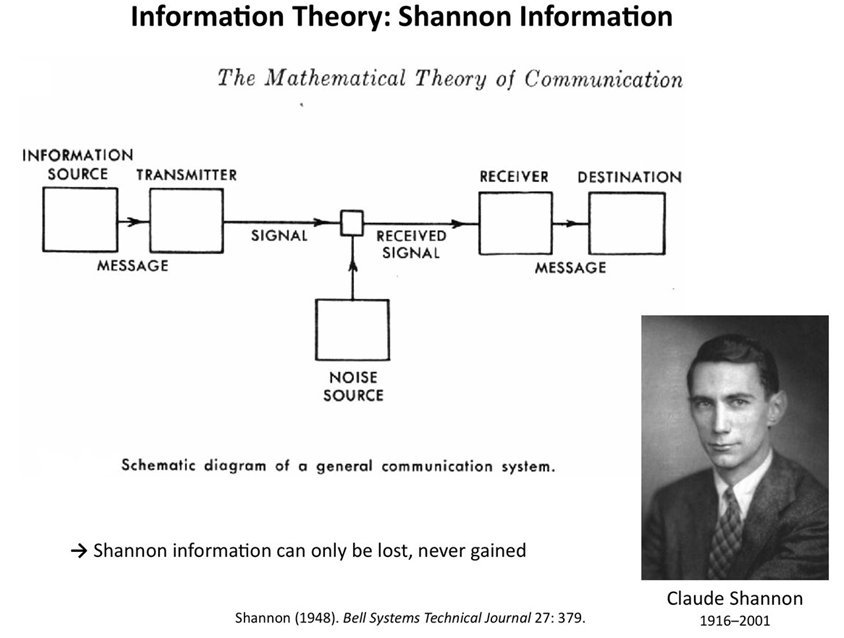 Information Theory: Shannon Information
The Mathematical Theory of Communication
INFORMATION
SOURCE
TRANSMITTER
RECEIVER
DESTINATION
SIGNAL
RECEIVED
SIGNAL
MESSAGE
MESSAGE
NOISE
SOURCE
Schematic diagram of a general communication system.
→ Shannon information can only be lost, never gained
Claude Shannon
1916–2001
Shannon (1948). Bell Systems Technical Journal 27: 379.